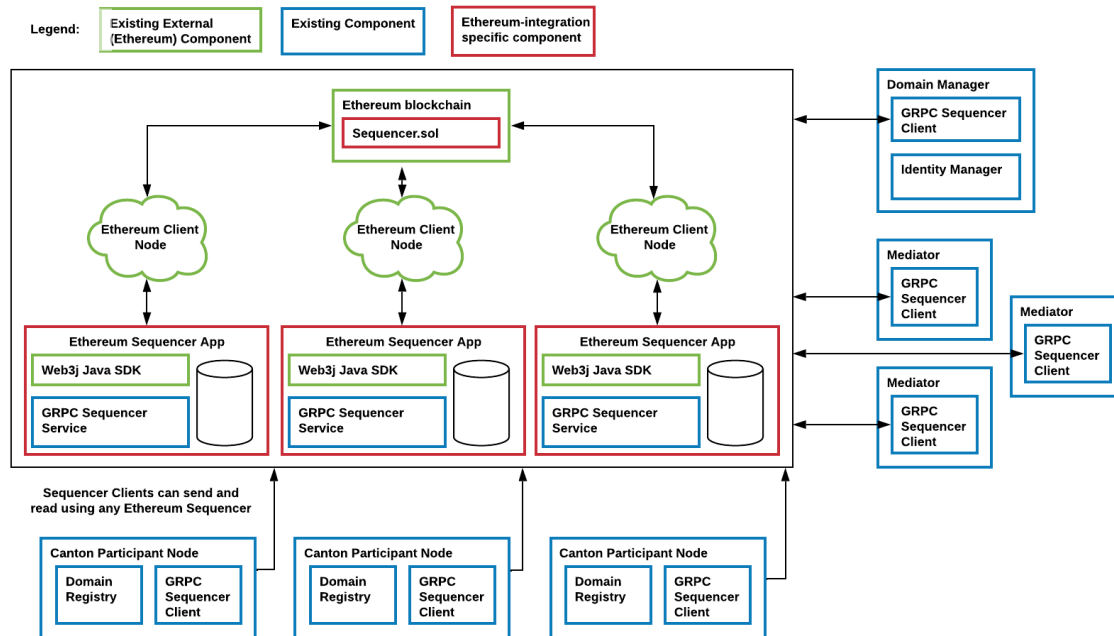 Legend:
Existing External
(Ethereum) Component
Existing Component
Ethereum-integration
specific component
Ethereum blockchain
Sequencer.sol
Ethereum Client
Node
Ethereum Client
Node
Ethereum Client
Node
Ethereum Sequencer App
Web3j Java SDK
GRPC Sequencer
Service
Ethereum Sequencer App
Web3j Java SDK
GRPC Sequencer
Service
Ethereum Sequencer App
Web3j Java SDK
GRPC Sequencer
Service
Domain Manager
GRPC Sequencer
Client
Identity Manager
Mediator
GRPC
Sequencer
Client
Mediator
GRPC
Sequencer
Client
Mediator
GRPC
Sequencer
Client
Sequencer Clients can send and
read using any Ethereum Sequencer
Canton Participant Node
Domain
Registry
GRPC
Sequencer
Client
Canton Participant Node
Domain
Registry
GRPC
Sequencer
Client
Canton Participant Node
Domain
Registry
GRPC
Sequencer
Client